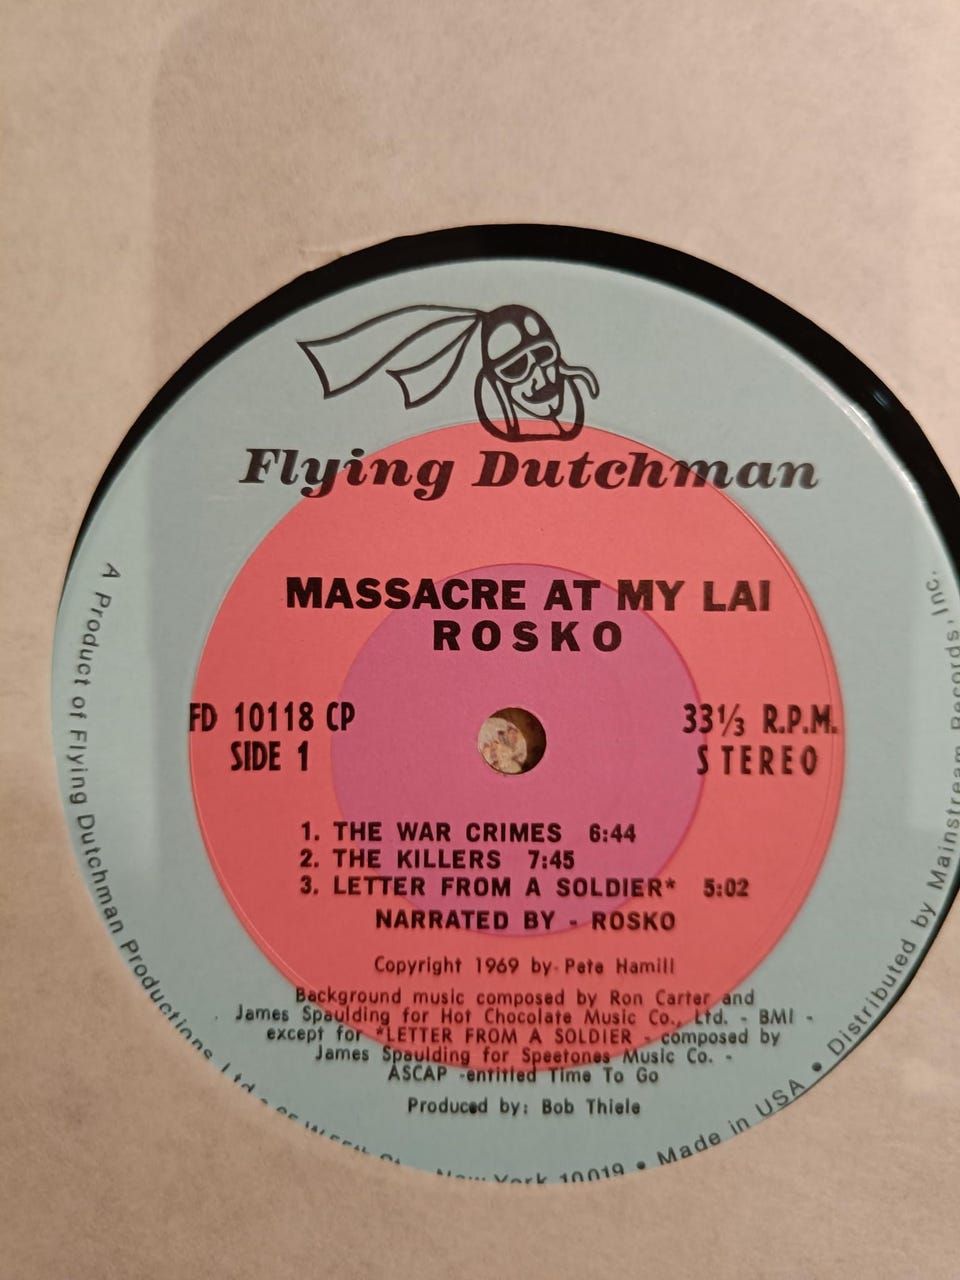 Flying Dutchman
MASSACRE AT MY LAI
ROSKO
FD 10118 CP
SIDE 1
33⅓ R.P.M.
STEREO
1. THE WAR CRIMES 6:44
2. THE KILLERS 7:45
3. LETTER FROM A SOLDIER* 5:02
NARRATED BY - ROSKO
Copyright 1969 by Pete Hamill
Background music composed by Ron Carter and
James Spaulding for Hot Chocolate Music Co., Ltd. - BMI -
except for *LETTER FROM A SOLDIER - composed by
James Spaulding for Speetones Music Co. -
ASCAP -entitled Time To Go
Produced by: Bob Thiele
A Product of Flying Dutchman Productions Ltd. New York 10019 • Made in USA • Distributed by Mainstream Records, Inc.